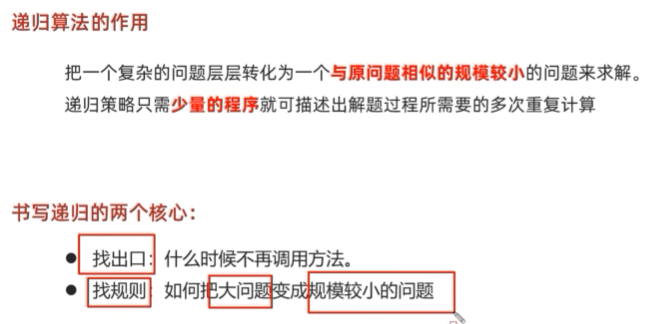 递归算法的作用
把一个复杂的问题层层转化为一个与原问题相似的规模较小的问题来求解。
递归策略只需少量的程序就可描述出解题过程所需要的多次重复计算
书写递归的两个核心：
● 找出口：什么时候不再调用方法。
● 找规则：如何把大问题变成规模较小的问题